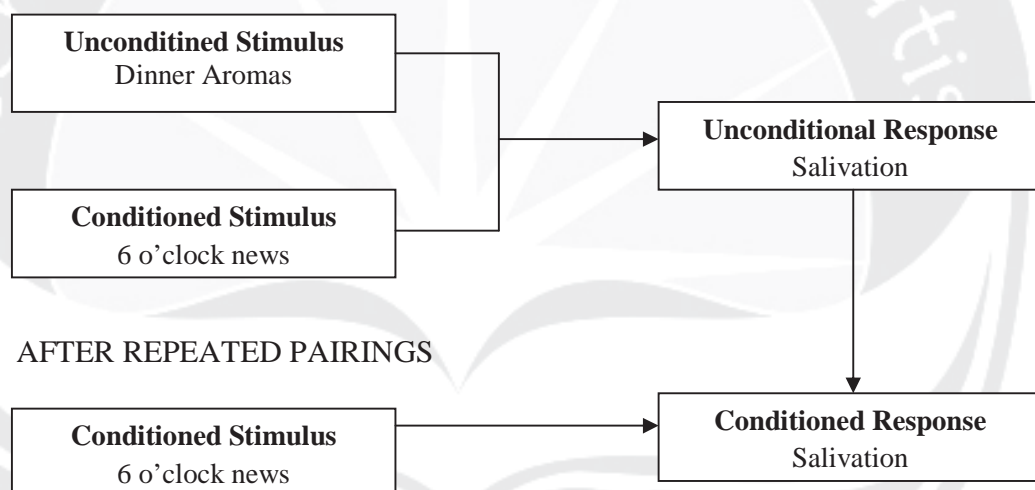 Unconditined Stimulus
Dinner Aromas
Unconditional Response
Salivation
Conditioned Stimulus
6 o’clock news
AFTER REPEATED PAIRINGS
Conditioned Stimulus
6 o’clock news
Conditioned Response
Salivation